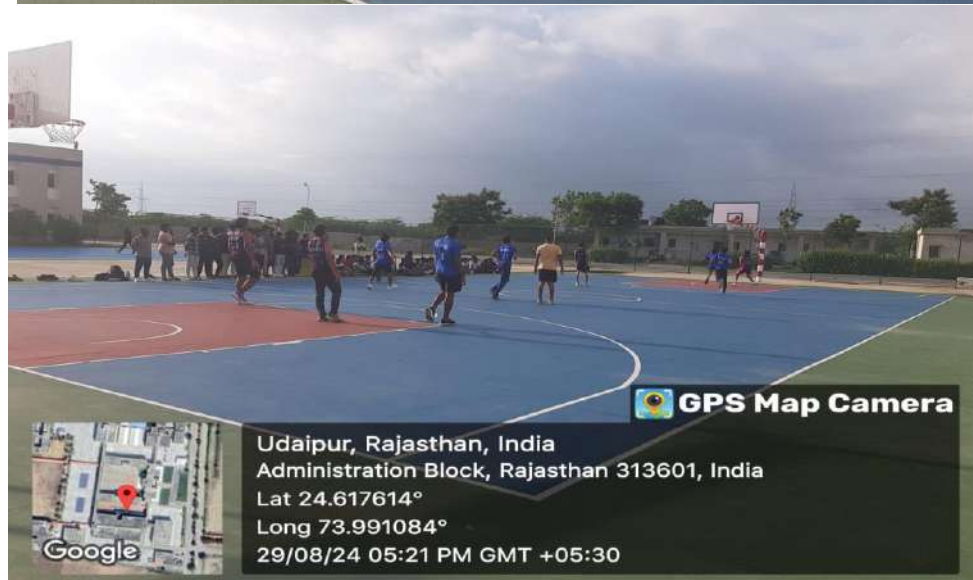 GPS Map Camera
Udaipur, Rajasthan, India
Administration Block, Rajasthan 313601, India
Lat 24.617614°
Long 73.991084°
29/08/24 05:21 PM GMT +05:30
Google